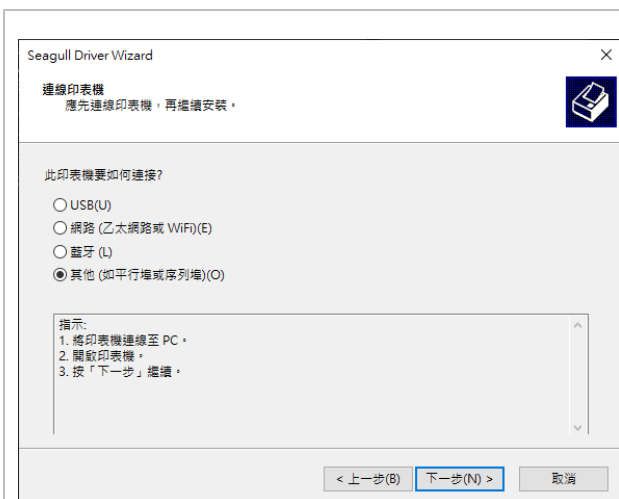 Seagull Driver Wizard
連線印表機
應先連線印表機，再繼續安裝。
此印表機要如何連接?
USB(U)
網路 (乙太網路或 WiFi)(E)
藍牙 (L)
其他 (如平行埠或序列埠)(O)
指示:
1. 將印表機連線至 PC。
2. 開啟印表機。
3. 按「下一步」繼續。
< 上一步(B) 下一步(N) > 取消